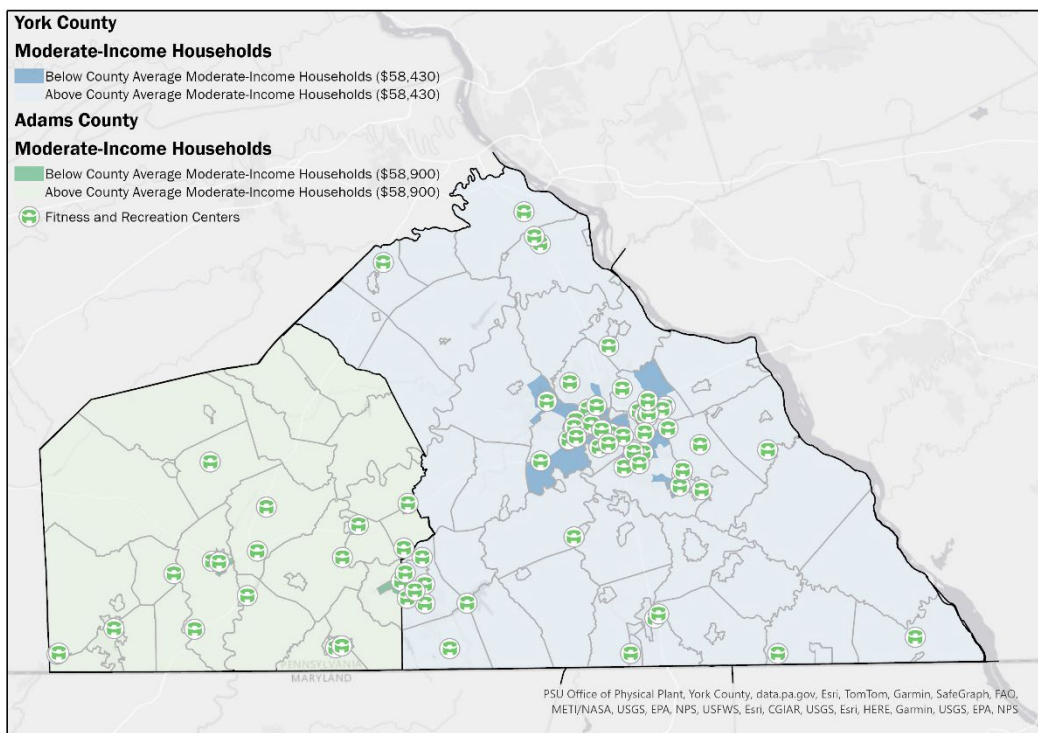 York County
Moderate-Income Households
Below County Average Moderate-Income Households ($58,430)
Above County Average Moderate-Income Households ($58,430)
Adams County
Moderate-Income Households
Below County Average Moderate-Income Households ($58,900)
Above County Average Moderate-Income Households ($58,900)
Fitness and Recreation Centers
PENNSYLVANIA
MARYLAND
PSU Office of Physical Plant, York County, data.pa.gov, Esri, TomTom, Garmin, SafeGraph, FAO,
METI/NASA, USGS, EPA, NPS, USFWS, Esri, CGIAR, USGS, Esri, HERE, Garmin, USGS, EPA, NPS